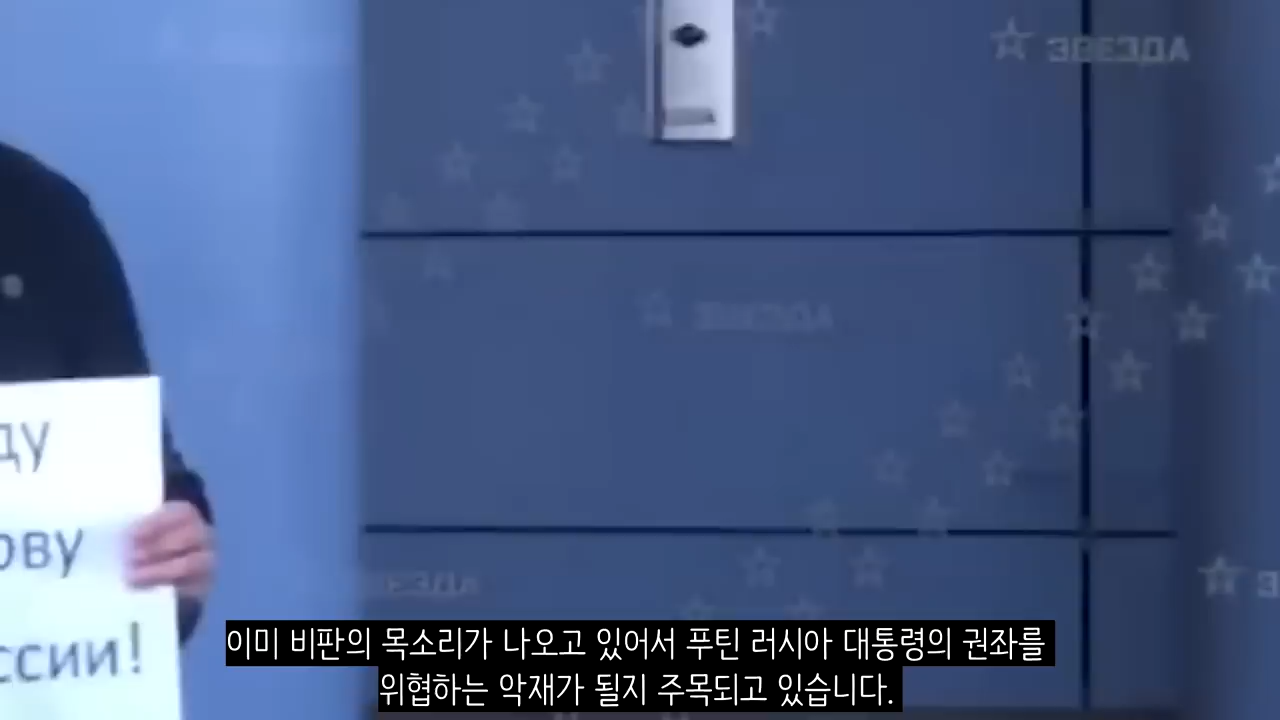 ЗВЕЗДА
ЗВЕЗДА
ду
ову
ссии!
ЕЗДА
이미 비판의 목소리가 나오고 있어서 푸틴 러시아 대통령의 권좌를
위협하는 악재가 될지 주목되고 있습니다.